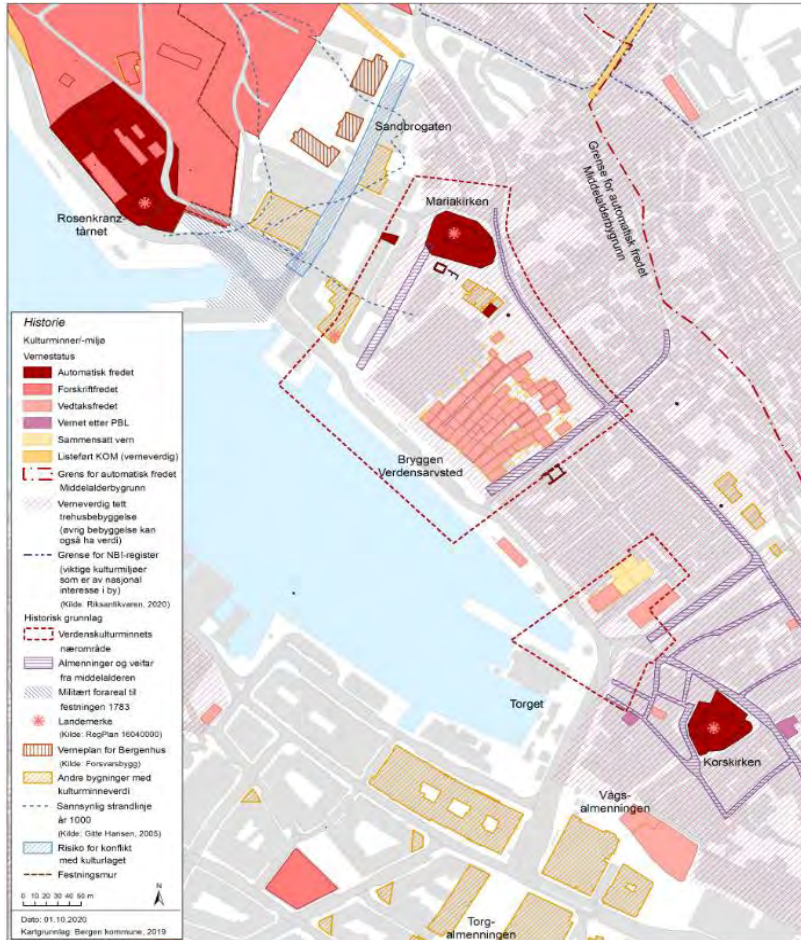 Sandbrogaten
Rosenkranz-
tårnet
Mariakirken
Grense for automatisk fredet
Middelalderbygrunn
Bryggen
Verdensarvsted
Torget
Korskirken
Vågs-
almenningen
Torg-
almenningen
Historie
Kulturminner/-miljø
Vernestatus
Automatisk fredet
Forskriftfredet
Vedtaksfredet
Vernet etter PBL
Sammensatt vern
Listeført KOM (verneverdig)
Grens for automatisk fredet
Middelalderbygrunn
Verneverdig tett
trehusbebyggelse
(øvrig bebyggelse kan
også ha verdi)
Grense for NBI-register
(viktige kulturmiljøer
som er av nasjonal
interesse i by)
(Kilde: Riksantikvaren, 2020)
Historisk grunnlag
Verdenskulturminnets
nærområde
Almenninger og veifar
fra middelalderen
Militært forareal til
festningen 1783
Landemerke
(Kilde: RegPlan 16040000)
Verneplan for Bergenhus
(Kilde: Forsvarsbygg)
Andre bygninger med
kulturminneverdi
Sannsynlig strandlinje
år 1000
(Kilde: Gitte Hansen, 2005)
Risiko for konflikt
med kulturlaget
Festningsmur
0 10 20 30 40 50 m
N
Dato: 01.10.2020
Kartgrunnlag: Bergen kommune, 2019